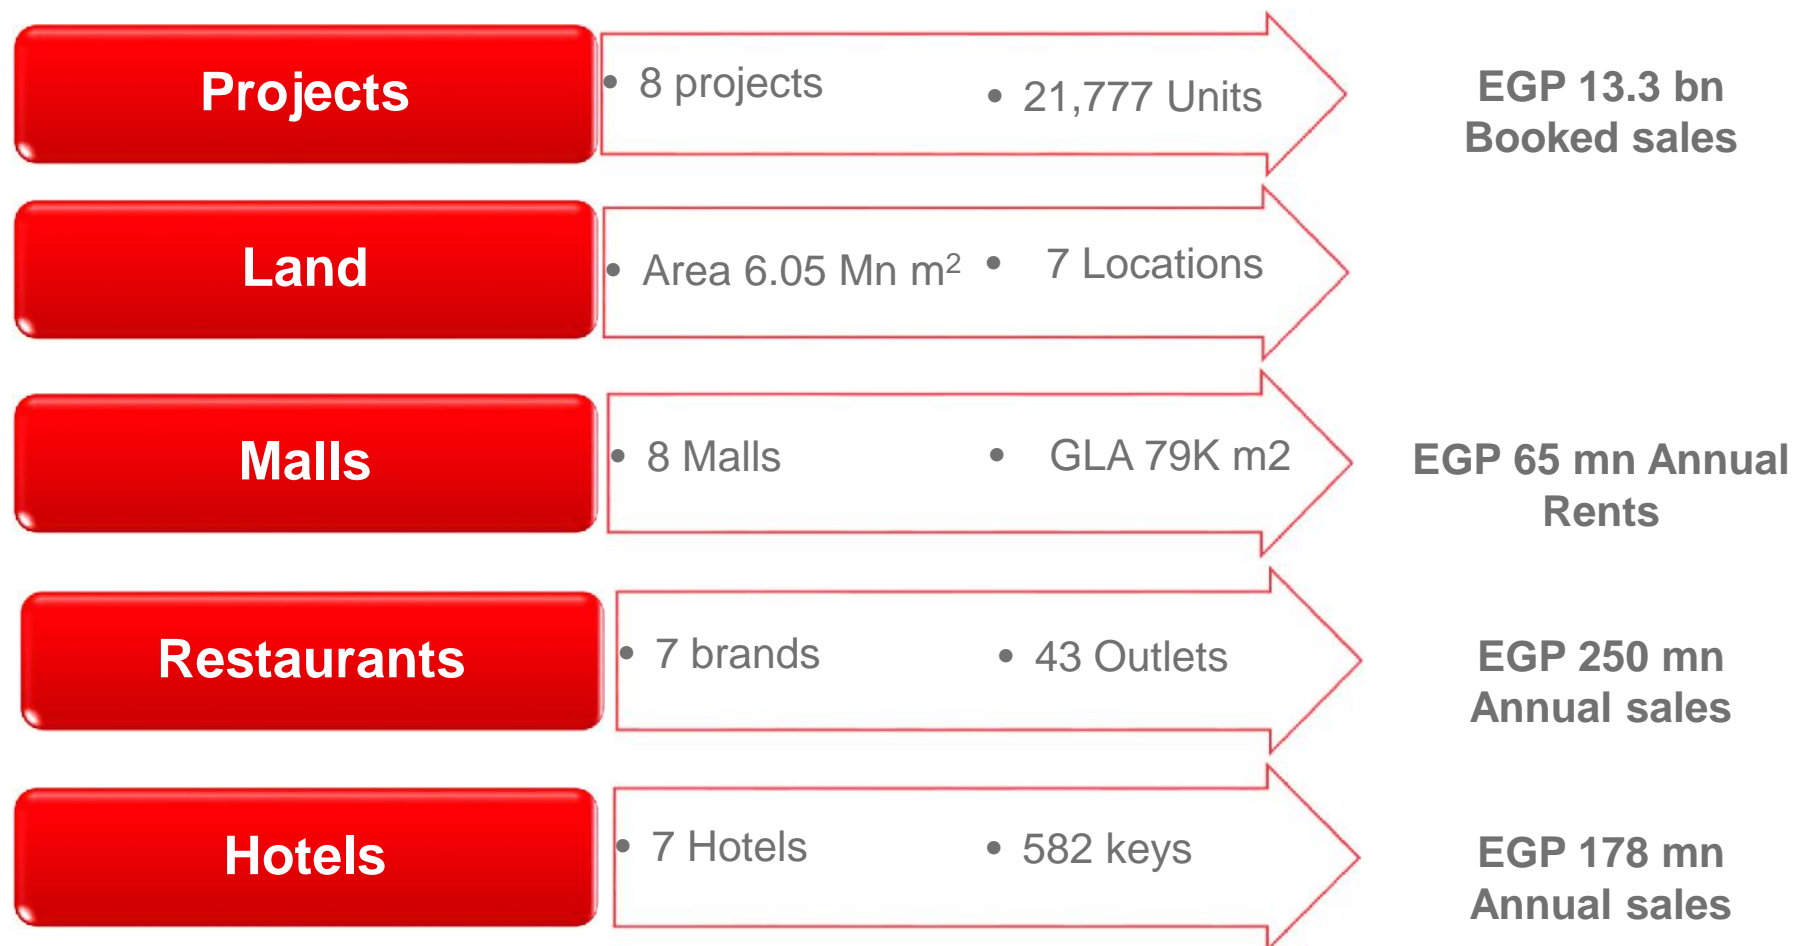 Projects
• 8 projects
• 21,777 Units
EGP 13.3 bn
Booked sales
Land
• Area 6.05 Mn m²
• 7 Locations
Malls
• 8 Malls
• GLA 79K m2
EGP 65 mn Annual
Rents
Restaurants
• 7 brands
• 43 Outlets
EGP 250 mn
Annual sales
Hotels
• 7 Hotels
• 582 keys
EGP 178 mn
Annual sales